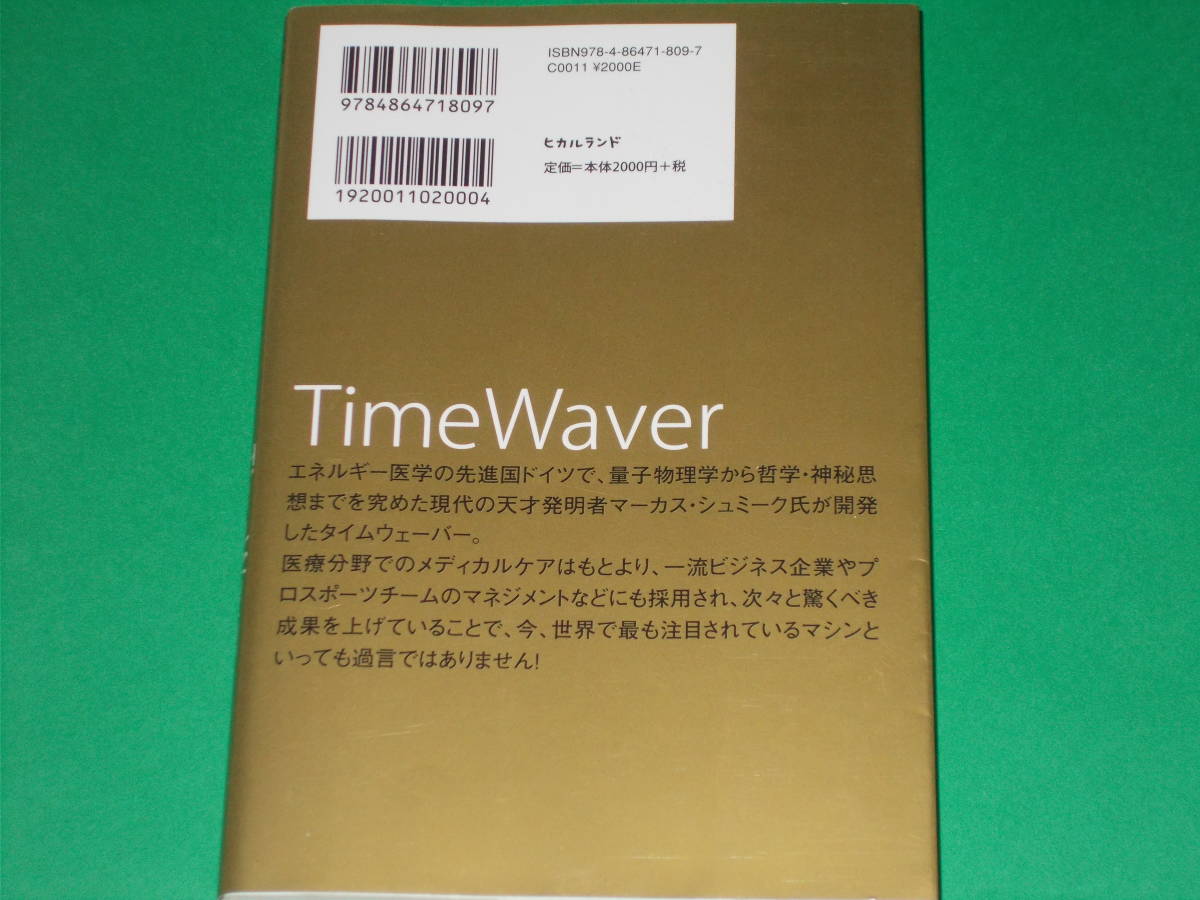 ISBN978-4-86471-809-7
C0011 ¥2000E
9784864718097
ヒカルランド
定価=本体2000円+税
1920011020004
TimeWaver
エネルギー医学の先進国ドイツで、量子物理学から哲学・神秘思
想までを究めた現代の天才発明者マーカス・シュミーク氏が開発
したタイムウェーバー。
医療分野でのメディカルケアはもとより、一流ビジネス企業やプ
ロスポーツチームのマネジメントなどにも採用され、次々と驚くべき
成果を上げていることで、今、世界で最も注目されているマシンと
いっても過言ではありません!